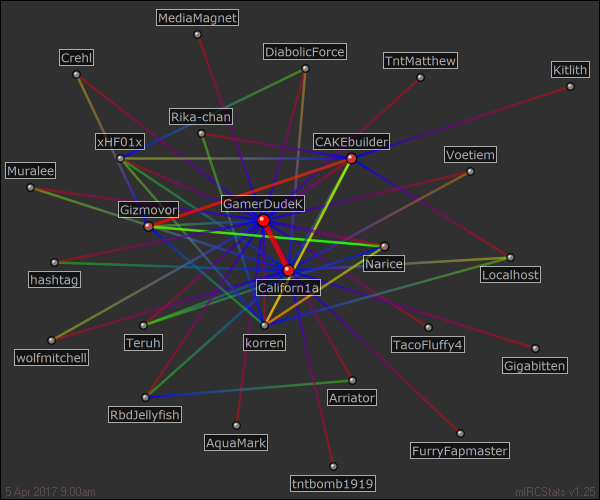 MediaMagnet
DiabolicForce
Crehl
TntMatthew
Kitlith
Rika-chan
xHF01x
CAKEbuilder
Voetiem
Muralee
GamerDudeK
Gizmovor
Narice
Localhost
hashtag
Californ1a
Teruh
korren
TacoFluffy4
wolfmitchell
Gigabitten
Arriator
RbdJellyfish
AquaMark
FurryFapmaster
tntbomb1919
5 Apr 2017 9:00am
mIRCStats v1.25